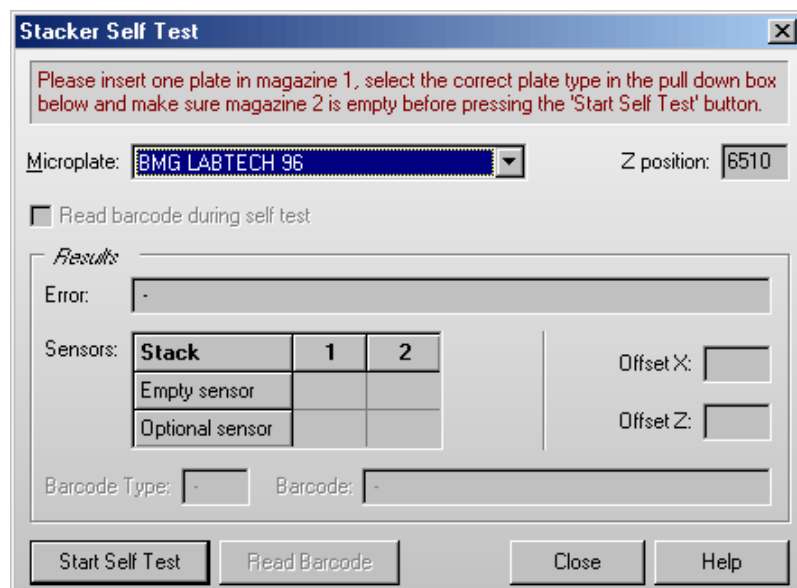 Stacker Self Test
Please insert one plate in magazine 1, select the correct plate type in the pull down box
below and make sure magazine 2 is empty before pressing the 'Start Self Test' button.
Microplate: BMG LABTECH 96 Z position: 6510
Read barcode during self test
Results
Error: -
Sensors: Stack 1 2
Empty sensor
Offset X:
Optional sensor
Offset Z:
Barcode Type: - Barcode: -
Start Self Test Read Barcode Close Help